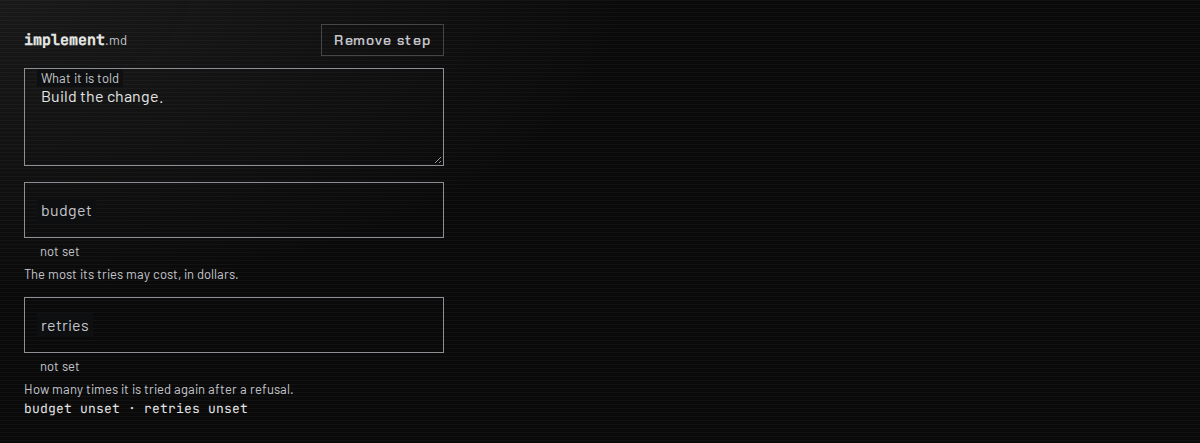 implement.md
Remove step
What it is told
Build the change.
budget
not set
The most its tries may cost, in dollars.
retries
not set
How many times it is tried again after a refusal.
budget unset · retries unset